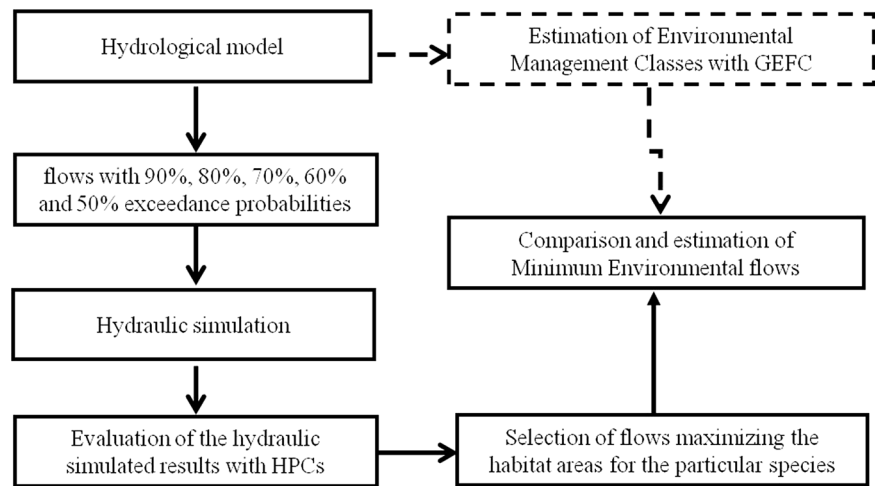 Hydrological model
Estimation of Environmental
Management Classes with GEFC
flows with 90%, 80%, 70%, 60%
and 50% exceedance probabilities
Comparison and estimation of
Minimum Environmental flows
Hydraulic simulation
Evaluation of the hydraulic
simulated results with HPCs
Selection of flows maximizing the
habitat areas for the particular species